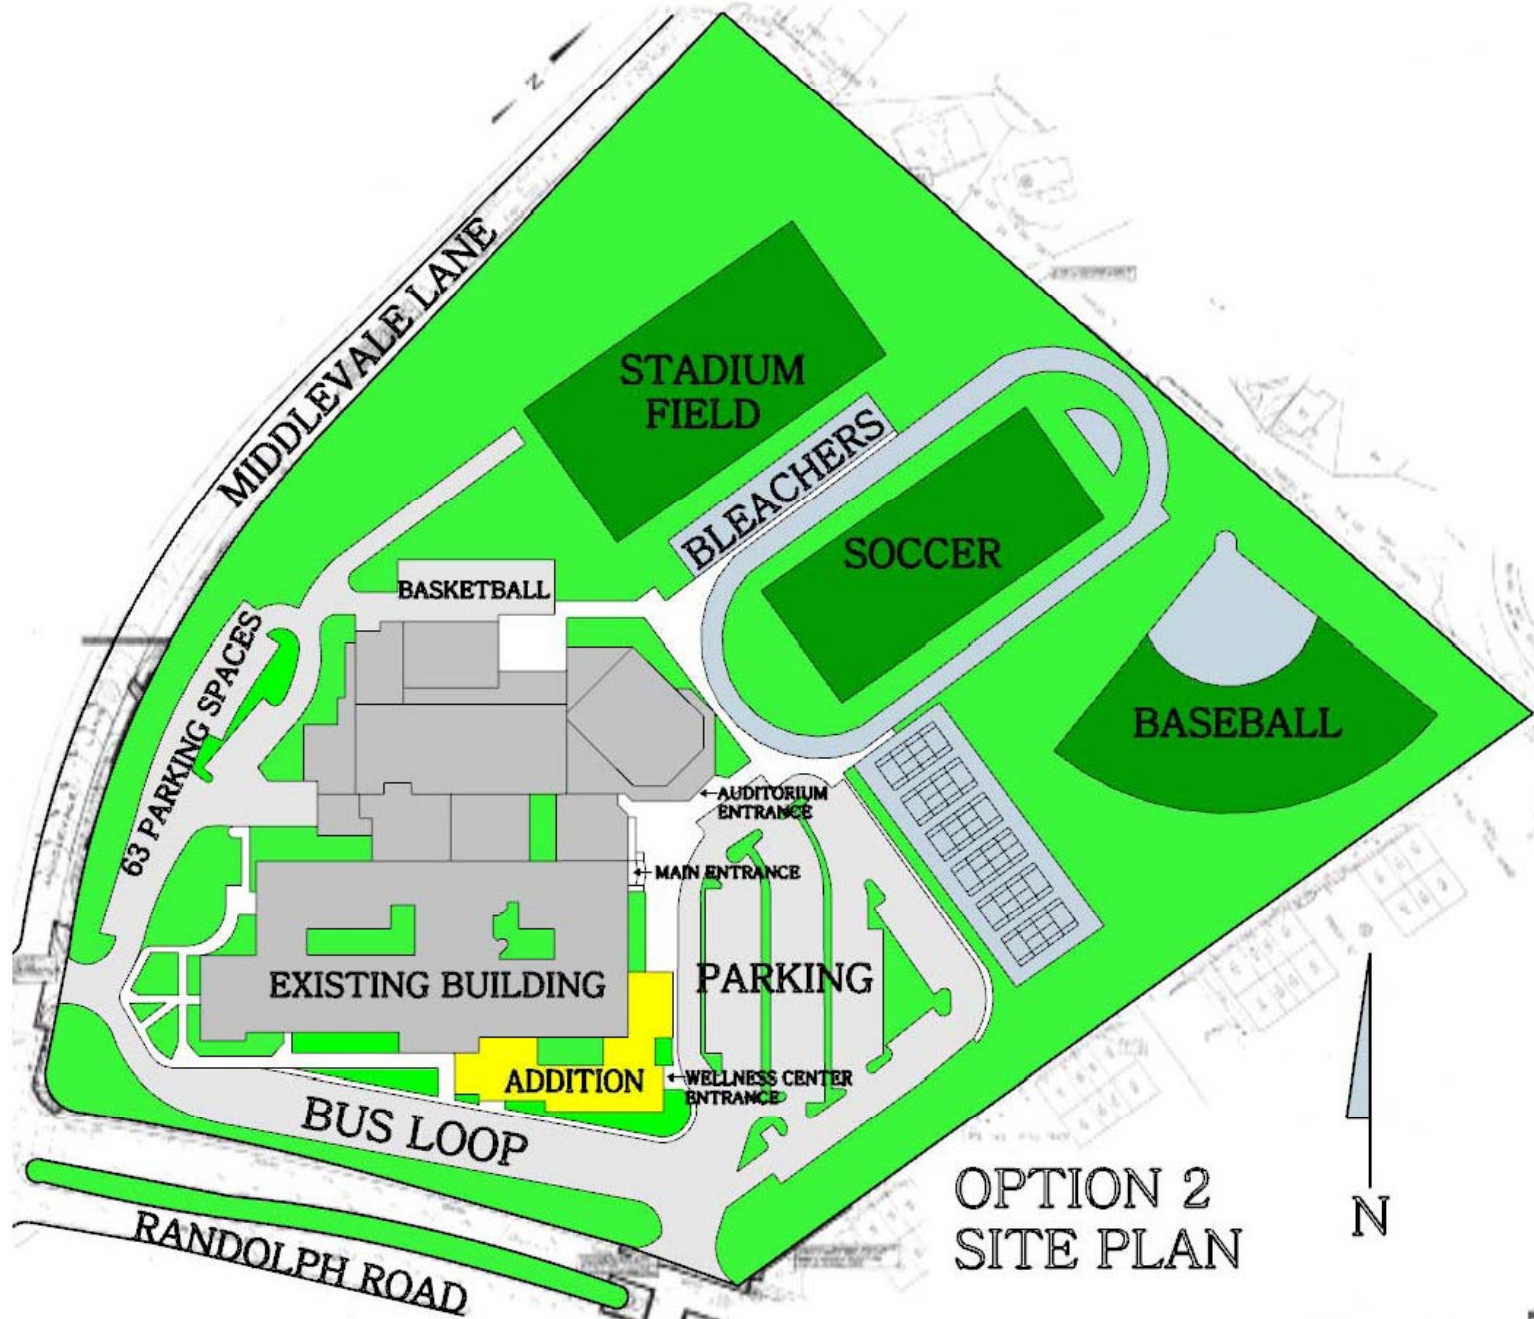 N
MIDDLEVALE LANE
STADIUM
FIELD
BLEACHERS
SOCCER
BASKETBALL
BASEBALL
63 PARKING SPACES
AUDITORIUM
ENTRANCE
MAIN ENTRANCE
EXISTING BUILDING
PARKING
ADDITION
WELLNESS CENTER
ENTRANCE
BUS LOOP
RANDOLPH ROAD
OPTION 2
SITE PLAN
N